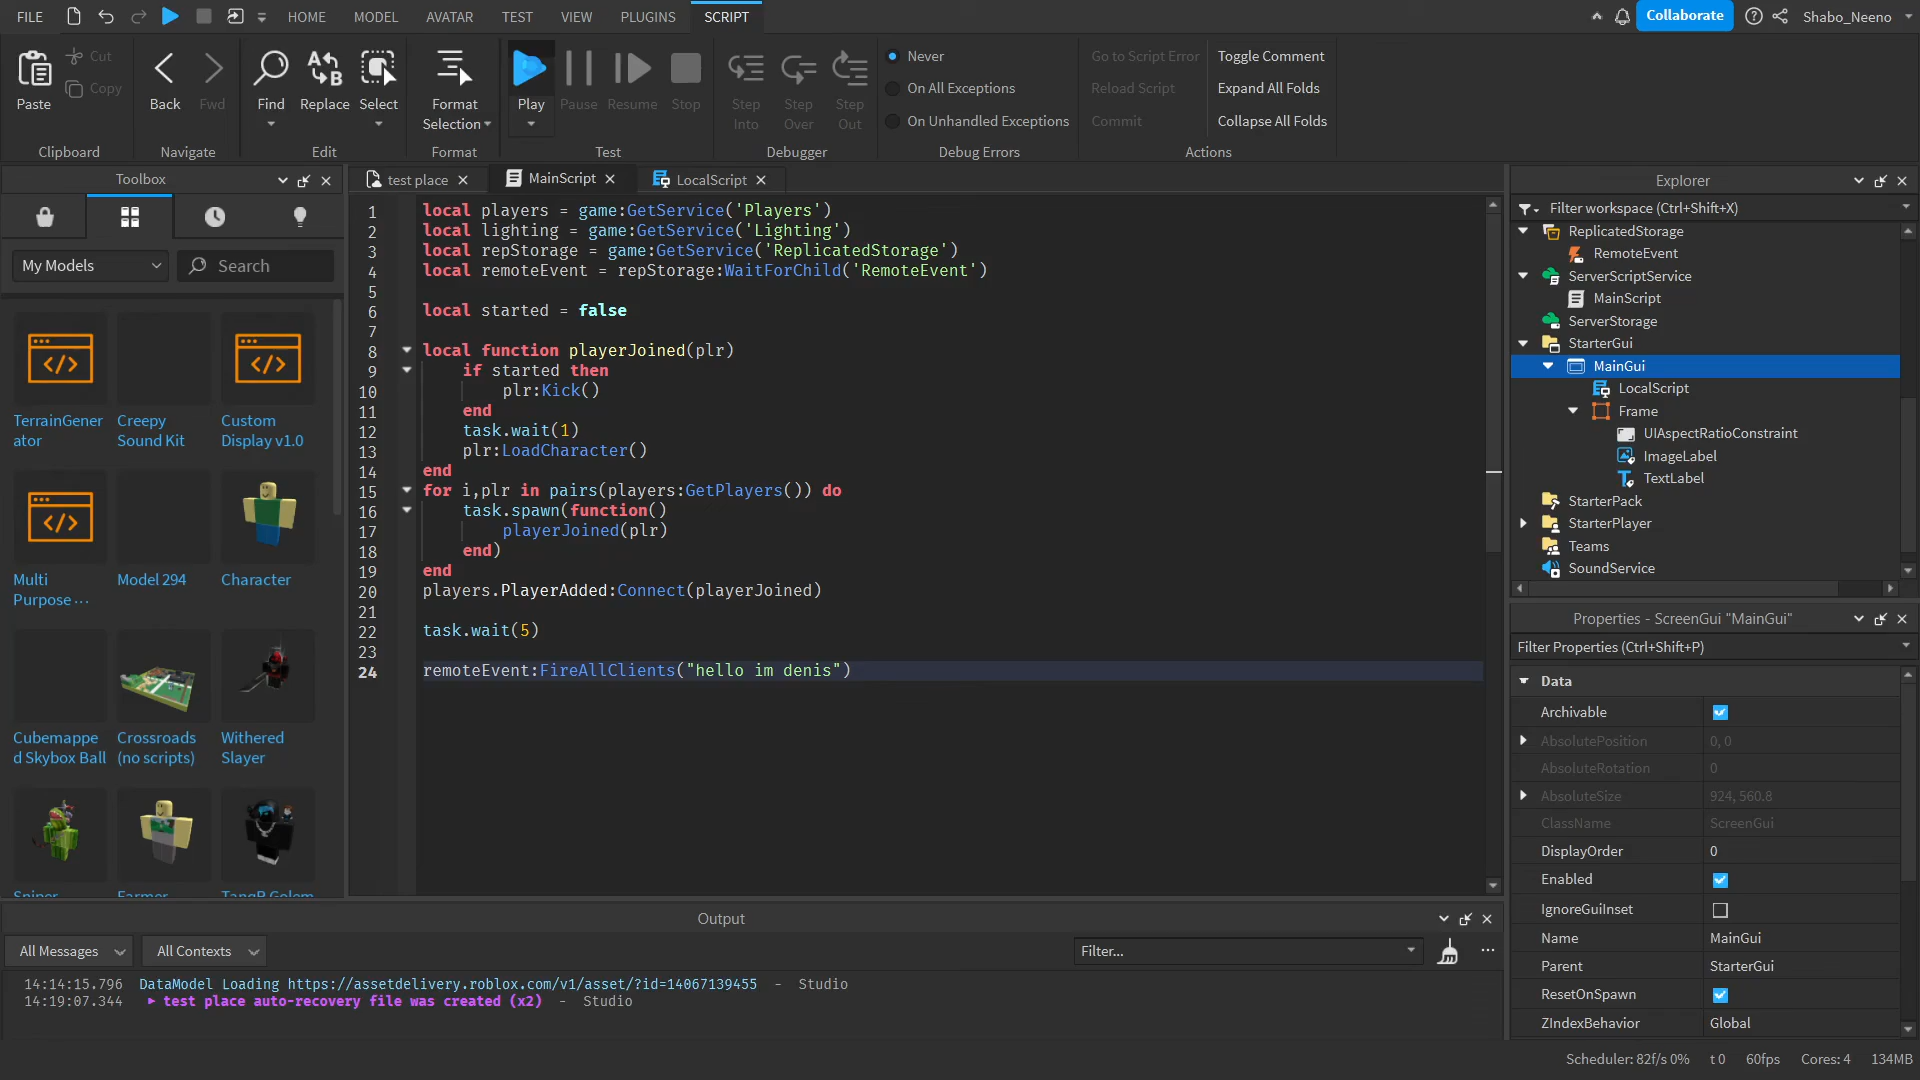 FILE HOME MODEL AVATAR TEST VIEW PLUGINS SCRIPT Collaborate Shabo_Neeno
Paste Cut Copy Clipboard
Back Fwd Navigate
Find Replace Select Edit
Format Selection Format
Play Pause Resume Stop Test
Step Into Step Over Step Out Debugger
Never
On All Exceptions
On Unhandled Exceptions
Debug Errors
Go to Script Error Toggle Comment
Reload Script Expand All Folds
Commit Collapse All Folds
Actions
Toolbox
My Models Search
TerrainGenerator
Creepy Sound Kit
Custom Display v1.0
Multi Purpose ...
Model 294
Character
Cubemapped Skybox Ball
Crossroads (no scripts)
Withered Slayer
Sniper Farmer TangR Golem
test place MainScript LocalScript
1 local players = game:GetService('Players')
2 local lighting = game:GetService('Lighting')
3 local repStorage = game:GetService('ReplicatedStorage')
4 local remoteEvent = repStorage:WaitForChild('RemoteEvent')
5
6 local started = false
7
8 local function playerJoined(plr)
9 if started then
10 plr:Kick()
11 end
12 task.wait(1)
13 plr:LoadCharacter()
14 end
15 for i,plr in pairs(players:GetPlayers()) do
16 task.spawn(function()
17 playerJoined(plr)
18 end)
19 end
20 players.PlayerAdded:Connect(playerJoined)
21
22 task.wait(5)
23
24 remoteEvent:FireAllClients("hello im denis")
Explorer
Filter workspace (Ctrl+Shift+X)
ReplicatedStorage
RemoteEvent
ServerScriptService
MainScript
ServerStorage
StarterGui
MainGui
LocalScript
Frame
UIAspectRatioConstraint
ImageLabel
TextLabel
StarterPack
StarterPlayer
Teams
SoundService
Properties - ScreenGui "MainGui"
Filter Properties (Ctrl+Shift+P)
Data
Archivable
AbsolutePosition 0, 0
AbsoluteRotation 0
AbsoluteSize 924, 560.8
ClassName ScreenGui
DisplayOrder 0
Enabled
IgnoreGuiInset
Name MainGui
Parent StarterGui
ResetOnSpawn
ZIndexBehavior Global
Output
All Messages All Contexts Filter... ...
14:14:15.796 DataModel Loading https://assetdelivery.roblox.com/v1/asset/?id=14067139455 - Studio
14:19:07.344 test place auto-recovery file was created (x2) - Studio
Scheduler: 82f/s 0% t 0 60fps Cores: 4 134MB